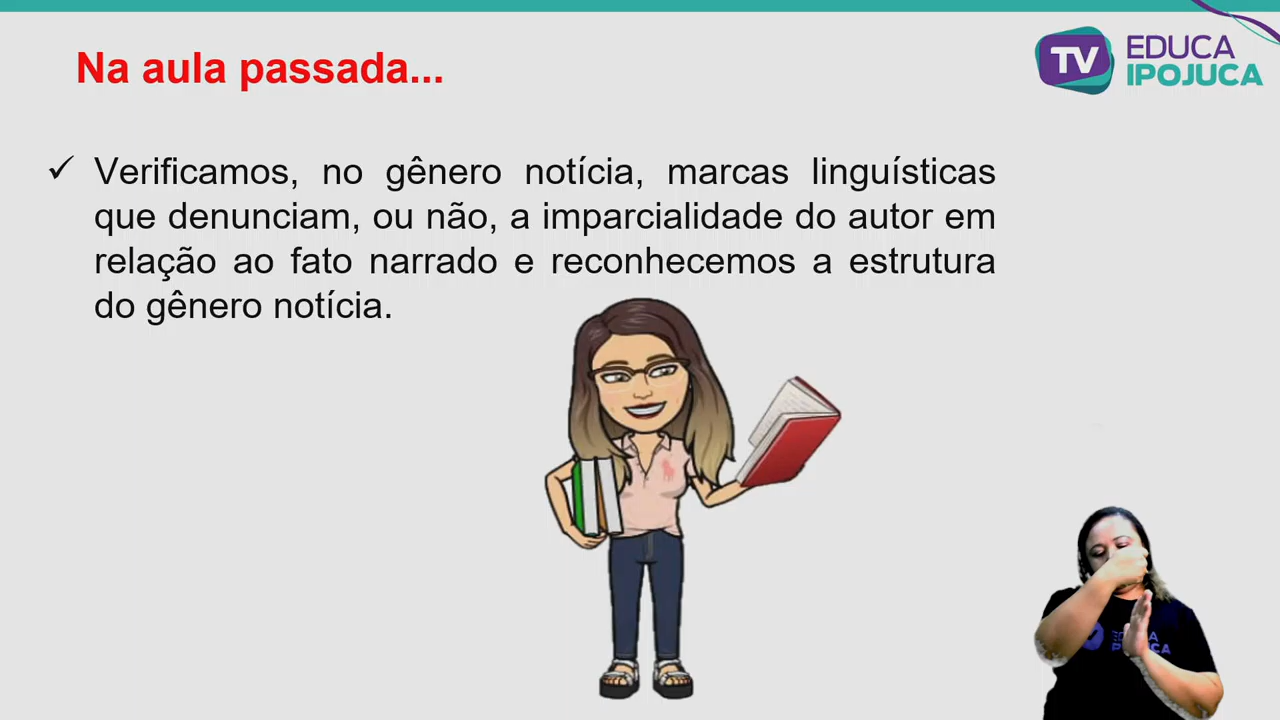 Na aula passada...
TV EDUCA
IPOJUCA
✓ Verificamos, no gênero notícia, marcas linguísticas
que denunciam, ou não, a imparcialidade do autor em
relação ao fato narrado e reconhecemos a estrutura
do gênero notícia.